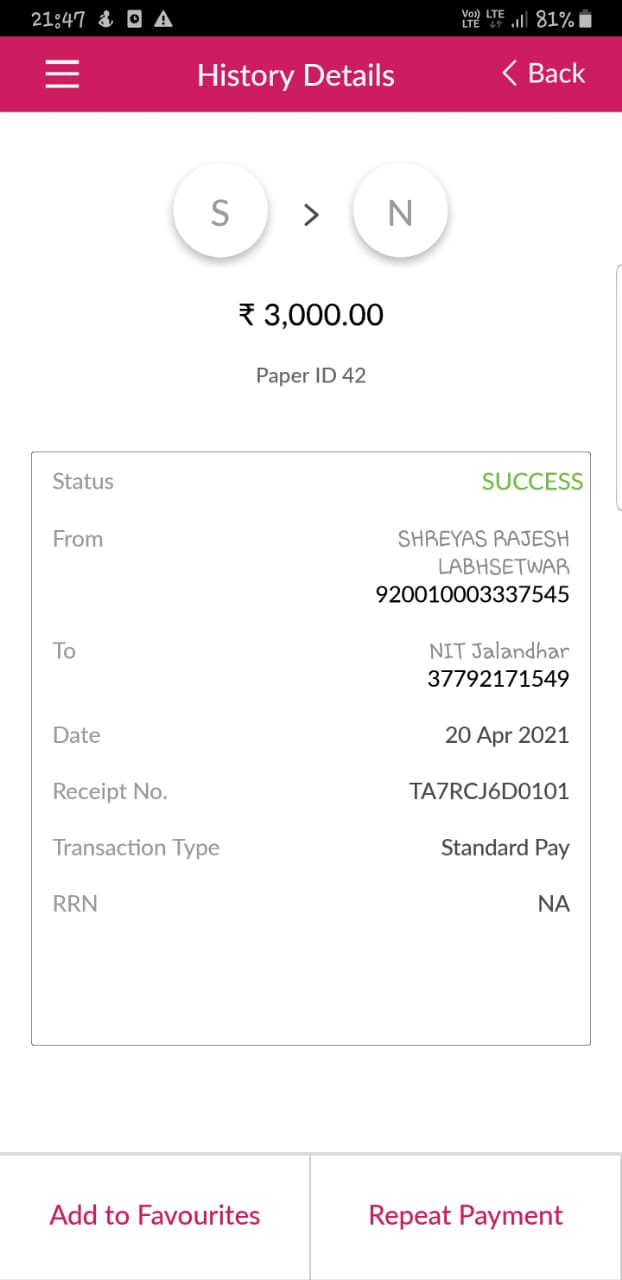 21:47 Vo)) LTE LTE 81%
History Details < Back
S > N
₹ 3,000.00
Paper ID 42
Status SUCCESS
From SHREYAS RAJESH
LABHSETWAR
920010003337545
To NIT Jalandhar
37792171549
Date 20 Apr 2021
Receipt No. TA7RCJ6D0101
Transaction Type Standard Pay
RRN NA
Add to Favourites Repeat Payment